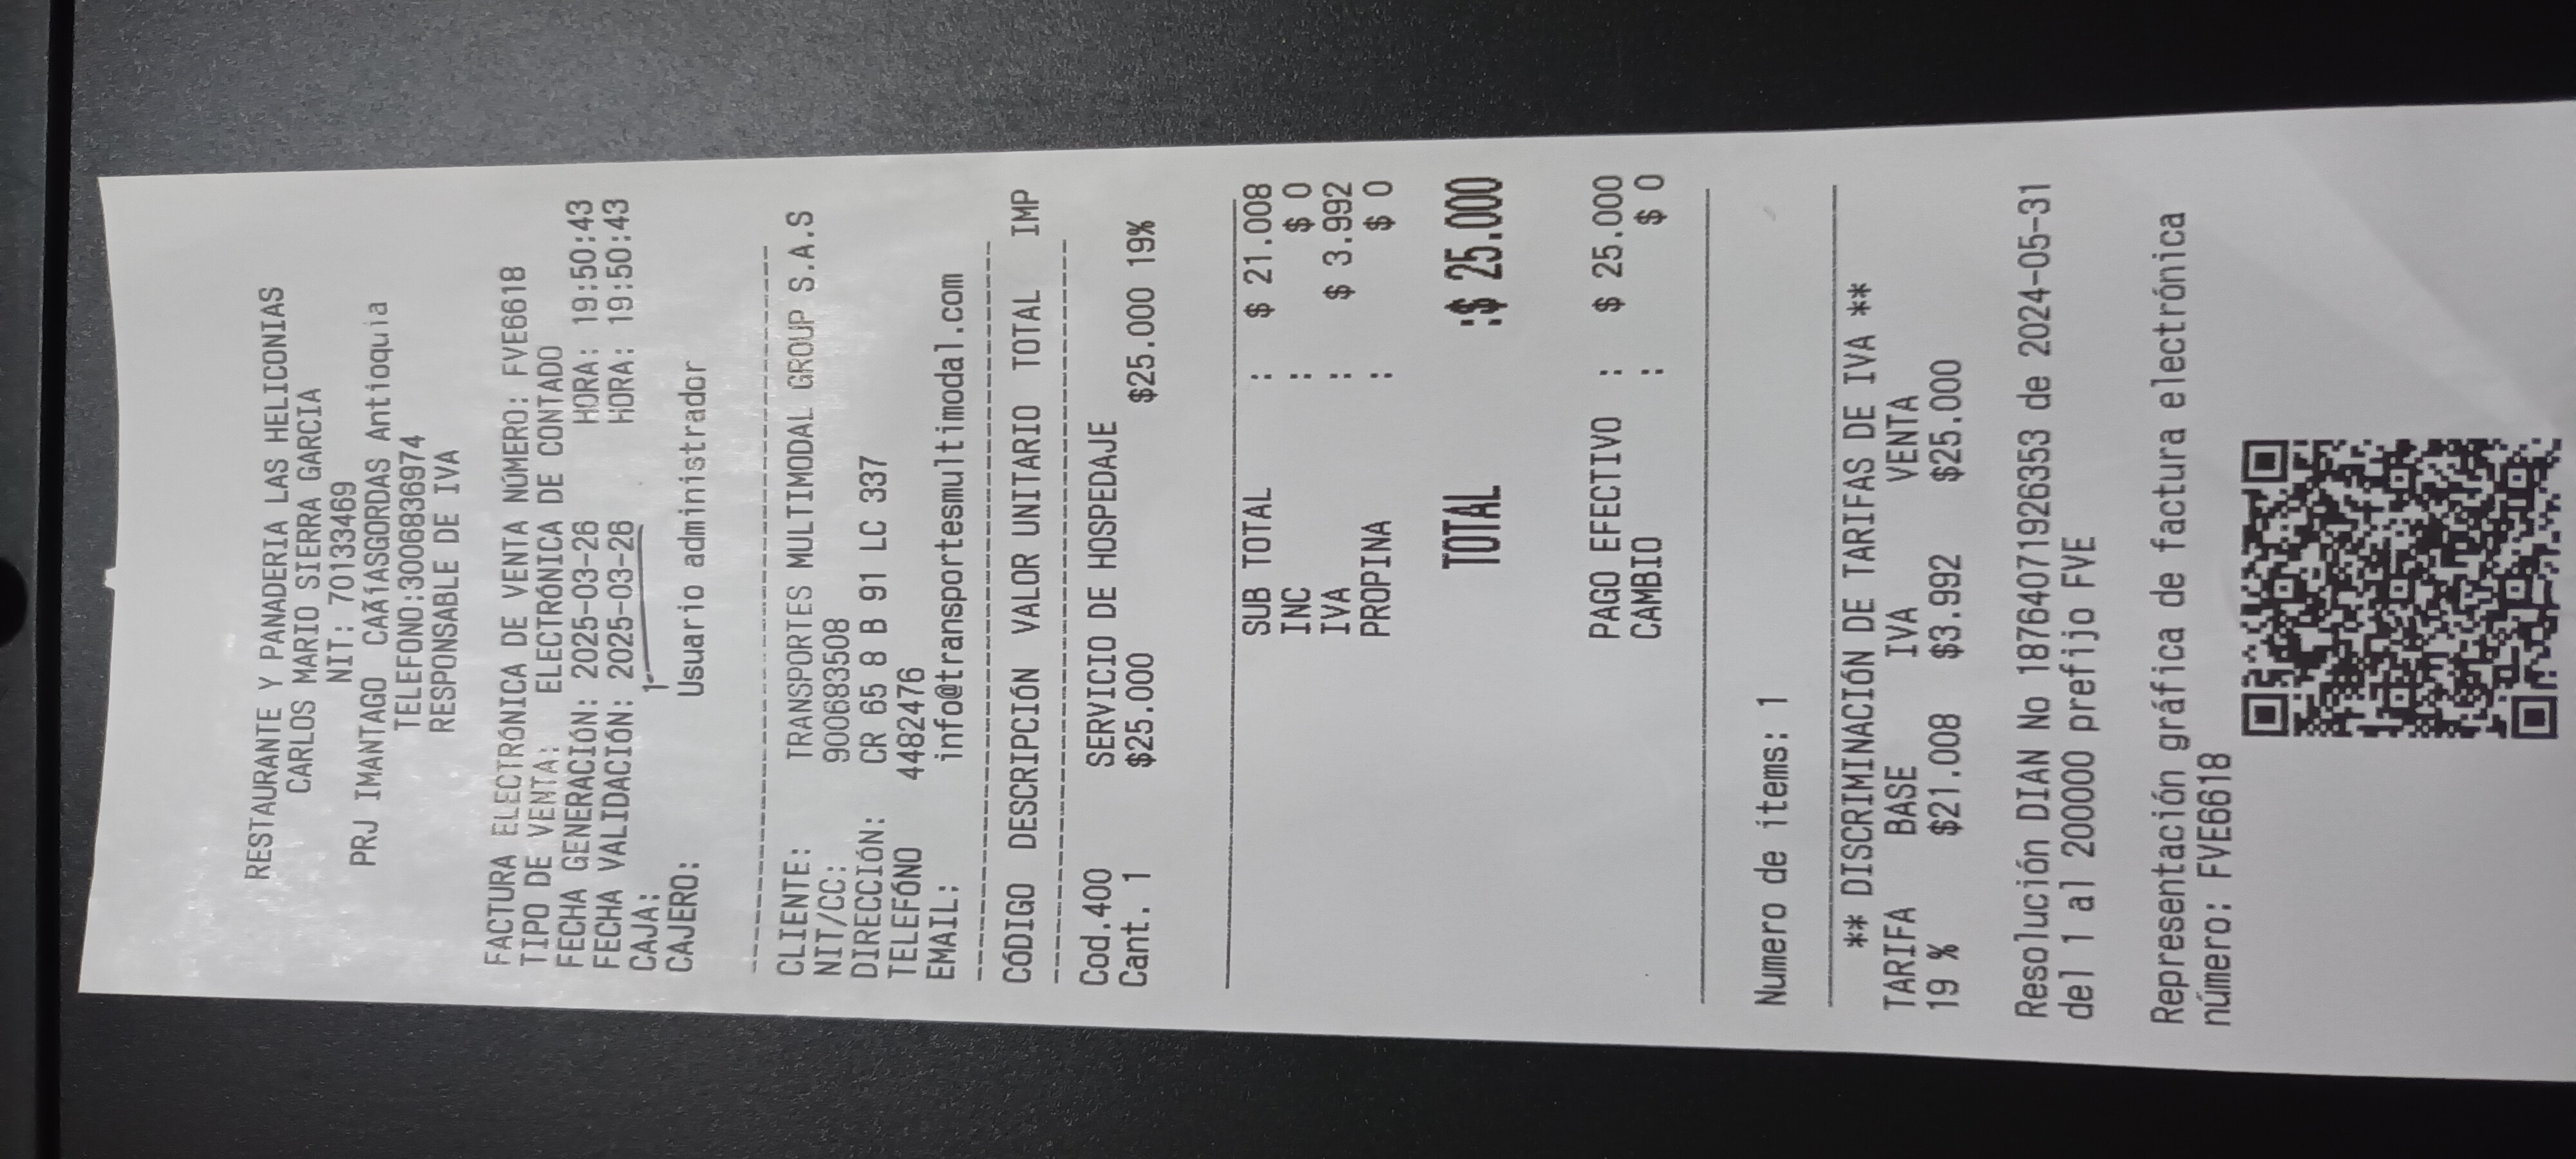 RESTAURANTE Y PANADERIA LAS HELICONIAS
CARLOS MARIO SIERRA GARCIA
NIT: 70133469
PRJ IMANTAGO CAÃ­ASGORDAS Antioquia
TELEFONO:3006836974
RESPONSABLE DE IVA
FACTURA ELECTRÓNICA DE VENTA NÚMERO: FVE6618
TIPO DE VENTA: ELECTRÓNICA DE CONTADO
FECHA GENERACIÓN: 2025-03-26 HORA: 19:50:43
FECHA VALIDACIÓN: 2025-03-26 HORA: 19:50:43
CAJA:
CAJERO: Usuario administrador
CLIENTE: TRANSPORTES MULTIMODAL GROUP S.A.S
NIT/CC: 900683508
DIRECCIÓN: CR 65 8 B 91 LC 337
TELEFÓNO 4482476
EMAIL: info@transportesmultimodal.com
CÓDIGO DESCRIPCIÓN VALOR UNITARIO TOTAL IMP
Cod.400 SERVICIO DE HOSPEDAJE
Cant. 1 $25.000 $25.000 19%
SUB TOTAL : $ 21.008
INC : $ 0
IVA : $ 3.992
PROPINA : $ 0
TOTAL :$ 25.000
PAGO EFECTIVO : $ 25.000
CAMBIO : $ 0
Numero de items: 1
** DISCRIMINACIÓN DE TARIFAS DE IVA **
TARIFA BASE IVA VENTA
19 % $21.008 $3.992 $25.000
Resolución DIAN No 18764071926353 de 2024-05-31
del 1 al 200000 prefijo FVE
Representación gráfica de factura electrónica
número: FVE6618